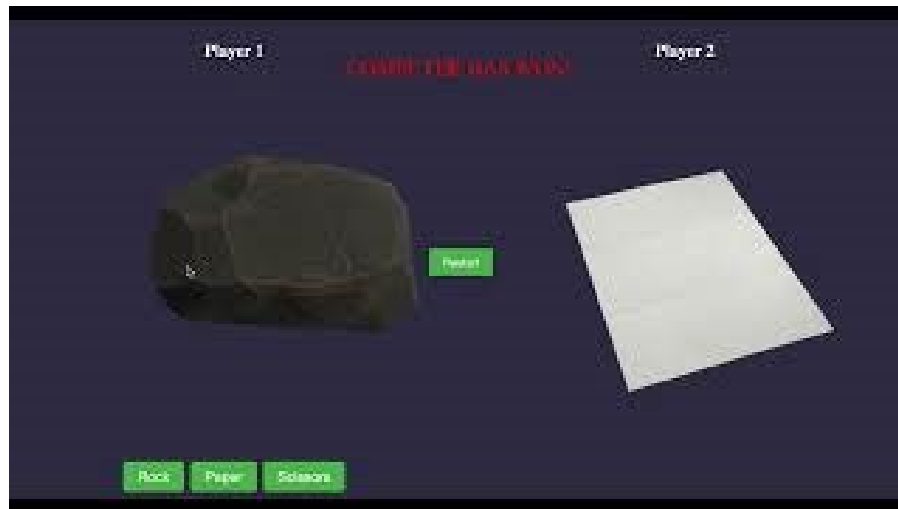 Player 1
COMPUTER HAS WON!
Player 2
Restart
Rock
Paper
Scissors